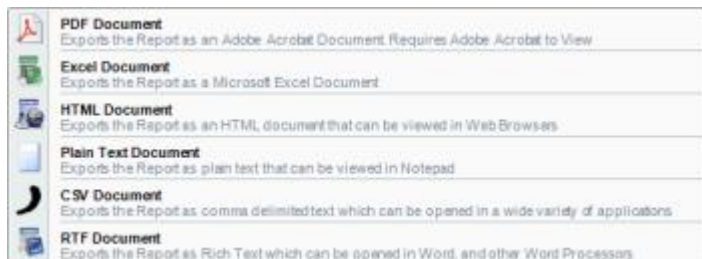 PDF Document
Exports the Report as an Adobe Acrobat Document. Requires Adobe Acrobat to View
Excel Document
Exports the Report as a Microsoft Excel Document
HTML Document
Exports the Report as an HTML document that can be viewed in Web Browsers
Plain Text Document
Exports the Report as plain text that can be viewed in Notepad
CSV Document
Exports the Report as comma delimited text which can be opened in a wide variety of applications
RTF Document
Exports the Report as Rich Text which can be opened in Word, and other Word Processors